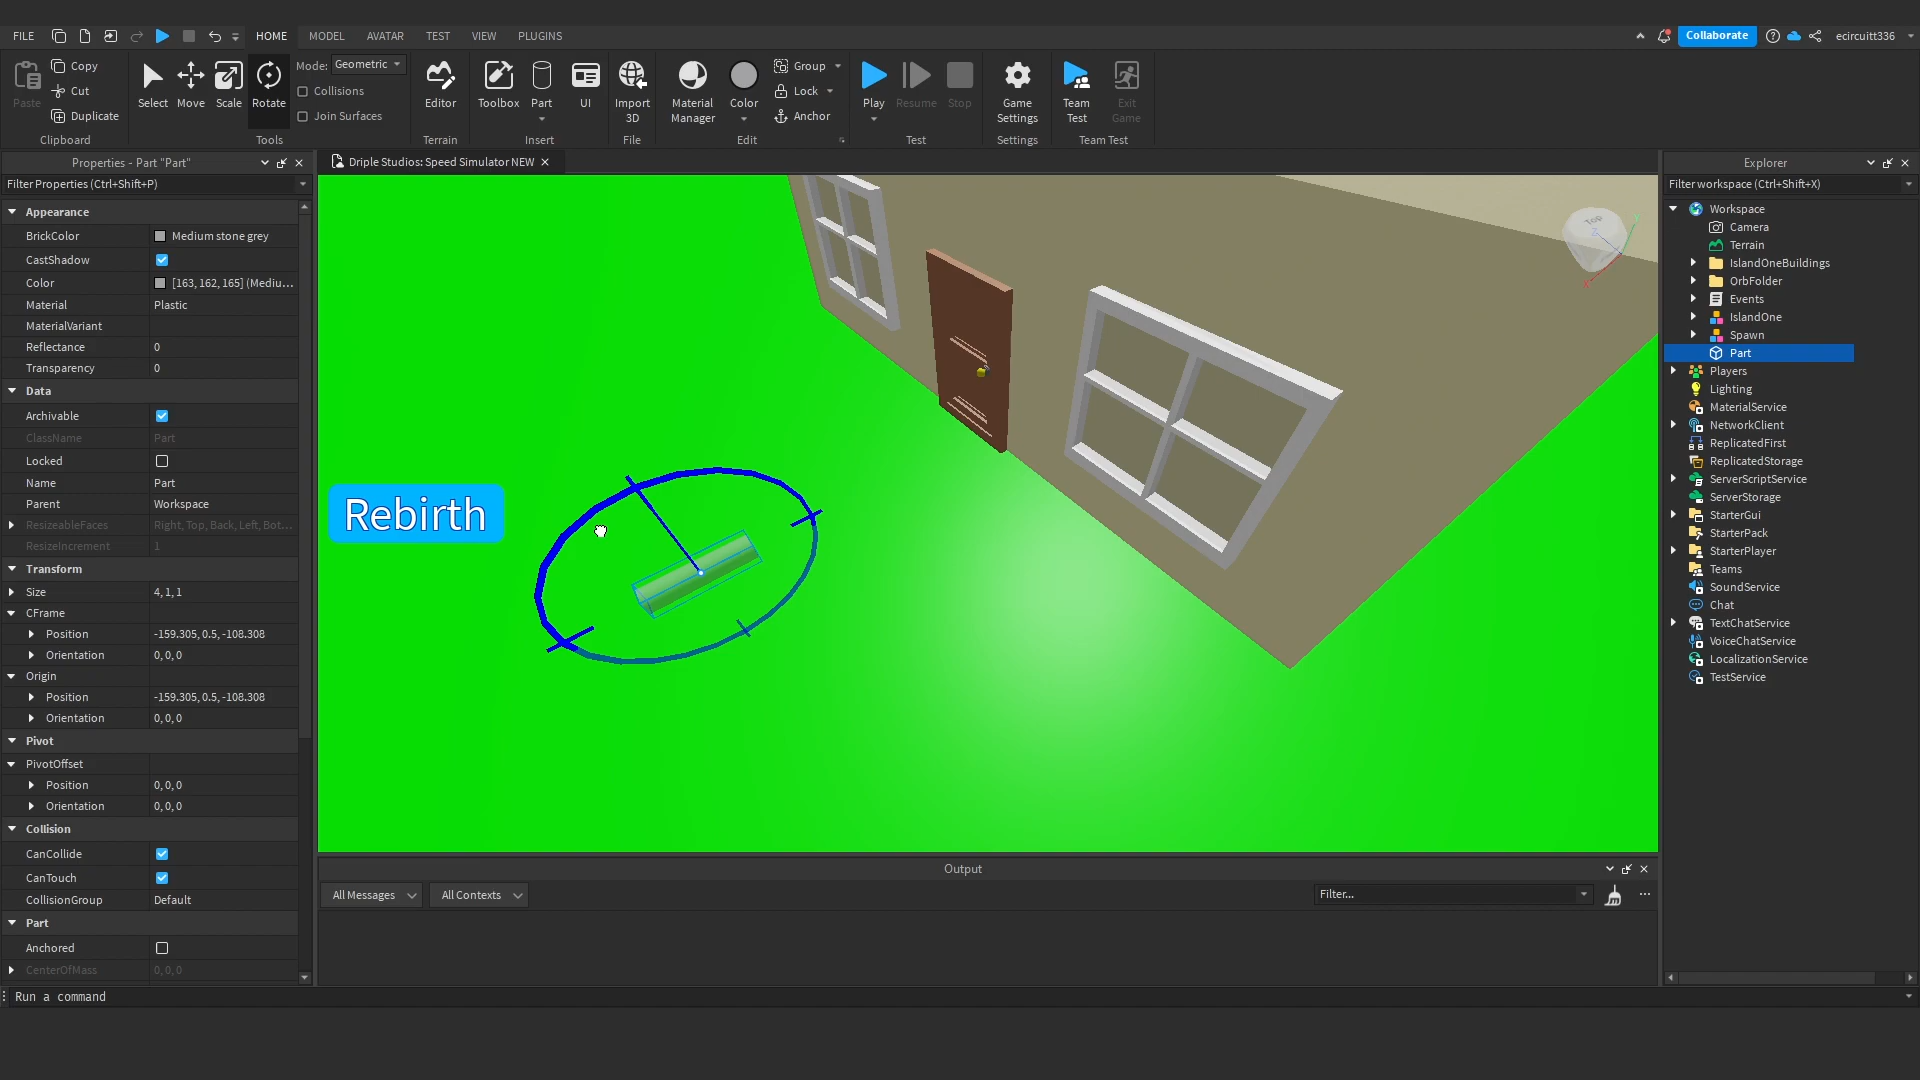 FILE HOME MODEL AVATAR TEST VIEW PLUGINS Collaborate ecircuitt336
Paste Copy Cut Duplicate Clipboard
Select Move Scale Rotate Mode: Geometric Collisions Join Surfaces Tools
Editor Terrain
Toolbox Part UI Insert
Import 3D File
Material Manager Color Group Lock Anchor Edit
Play Resume Stop Test
Game Settings Settings
Team Test Exit Game Team Test
Properties - Part "Part"
Filter Properties (Ctrl+Shift+P)
Appearance
BrickColor Medium stone grey
CastShadow
Color [163, 162, 165] (Mediu...
Material Plastic
MaterialVariant
Reflectance 0
Transparency 0
Data
Archivable
ClassName Part
Locked
Name Part
Parent Workspace
ResizeableFaces Right, Top, Back, Left, Bot...
ResizeIncrement 1
Transform
Size 4, 1, 1
CFrame
Position -159.305, 0.5, -108.308
Orientation 0, 0, 0
Origin
Position -159.305, 0.5, -108.308
Orientation 0, 0, 0
Pivot
PivotOffset
Position 0, 0, 0
Orientation 0, 0, 0
Collision
CanCollide
CanTouch
CollisionGroup Default
Part
Anchored
CenterOfMass 0, 0, 0
Driple Studios: Speed Simulator NEW
Rebirth
Top
Z
Y
X
Output
All Messages All Contexts Filter...
Explorer
Filter workspace (Ctrl+Shift+X)
Workspace
Camera
Terrain
IslandOneBuildings
OrbFolder
Events
IslandOne
Spawn
Part
Players
Lighting
MaterialService
NetworkClient
ReplicatedFirst
ReplicatedStorage
ServerScriptService
ServerStorage
StarterGui
StarterPack
StarterPlayer
Teams
SoundService
Chat
TextChatService
VoiceChatService
LocalizationService
TestService
Run a command